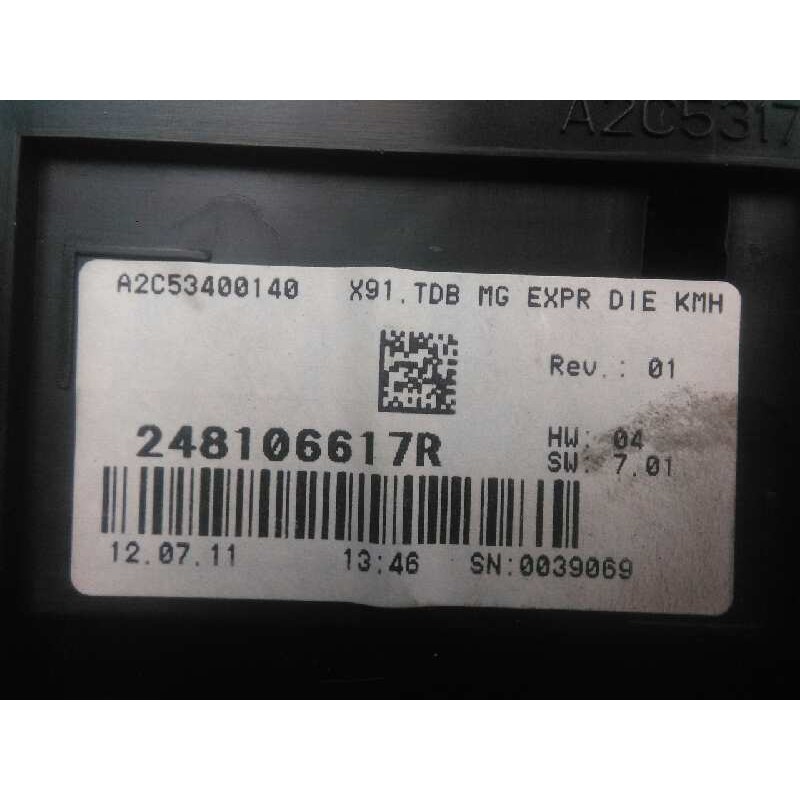 A2C5317
A2C53400140 X91.TDB MG EXPR DIE KMH
Rev.: 01
248106617R
HW: 04
SW: 7.01
12.07.11 13:46 SN:0039069